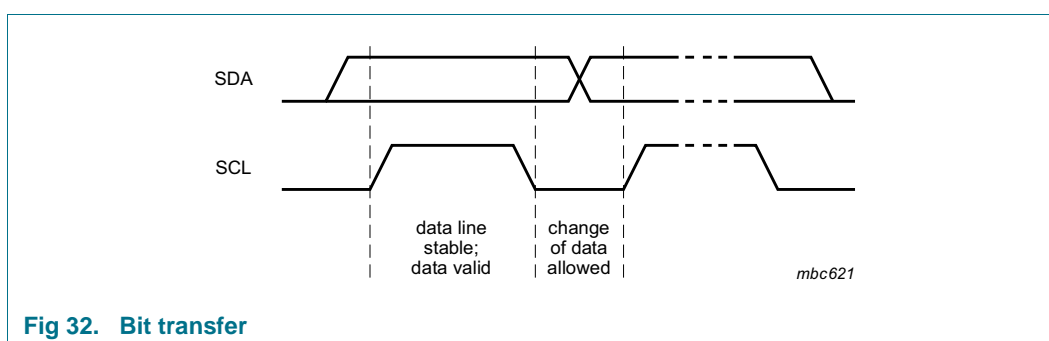 SDA
SCL
data line
stable;
data valid
change
of data
allowed
mbc621
Fig 32. Bit transfer